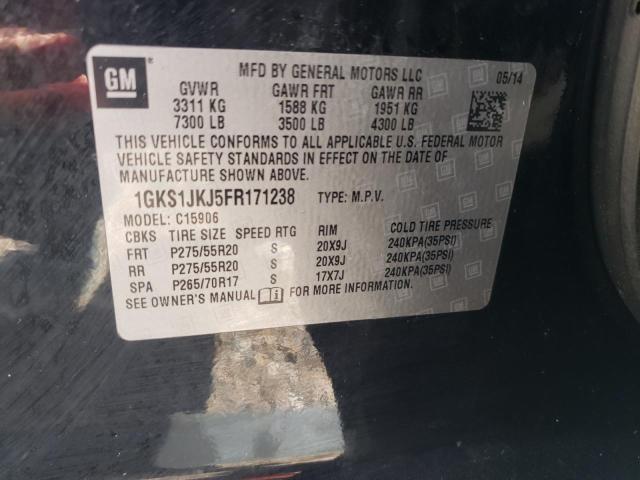 GM
MFD BY GENERAL MOTORS LLC 05/14
GVWR GAWR FRT GAWR RR
3311 KG 1588 KG 1951 KG
7300 LB 3500 LB 4300 LB
THIS VEHICLE CONFORMS TO ALL APPLICABLE U.S. FEDERAL MOTOR
VEHICLE SAFETY STANDARDS IN EFFECT ON THE DATE OF
MANUFACTURE SHOWN ABOVE.
1GKS1JKJ5FR171238 TYPE: M.P.V.
MODEL: C15906
CBKS TIRE SIZE SPEED RTG RIM COLD TIRE PRESSURE
FRT P275/55R20 S 20X9J 240KPA(35PSI)
RR P275/55R20 S 20X9J 240KPA(35PSI)
SPA P265/70R17 S 17X7J 240KPA(35PSI)
SEE OWNER'S MANUAL FOR MORE INFORMATION.